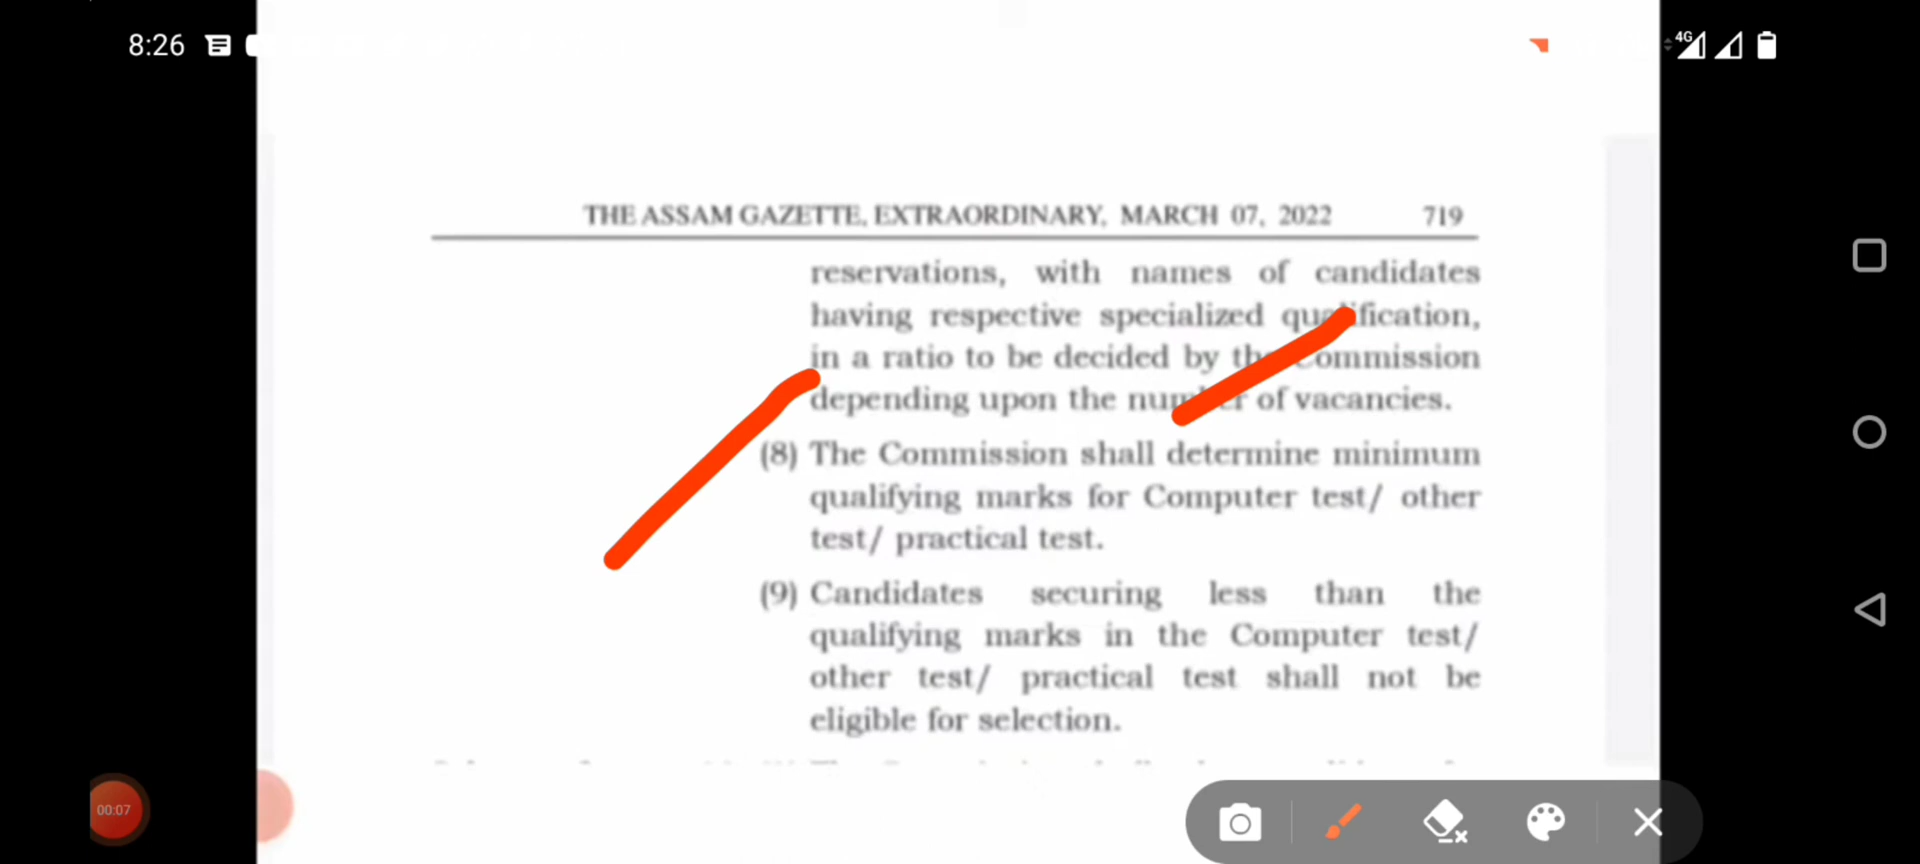 8:26
4G
THE ASSAM GAZETTE, EXTRAORDINARY, MARCH 07, 2022 719
reservations, with names of candidates
having respective specialized qualification,
in a ratio to be decided by the Commission
depending upon the number of vacancies.
(8) The Commission shall determine minimum
qualifying marks for Computer test/ other
test/ practical test.
(9) Candidates securing less than the
qualifying marks in the Computer test/
other test/ practical test shall not be
eligible for selection.
00:07